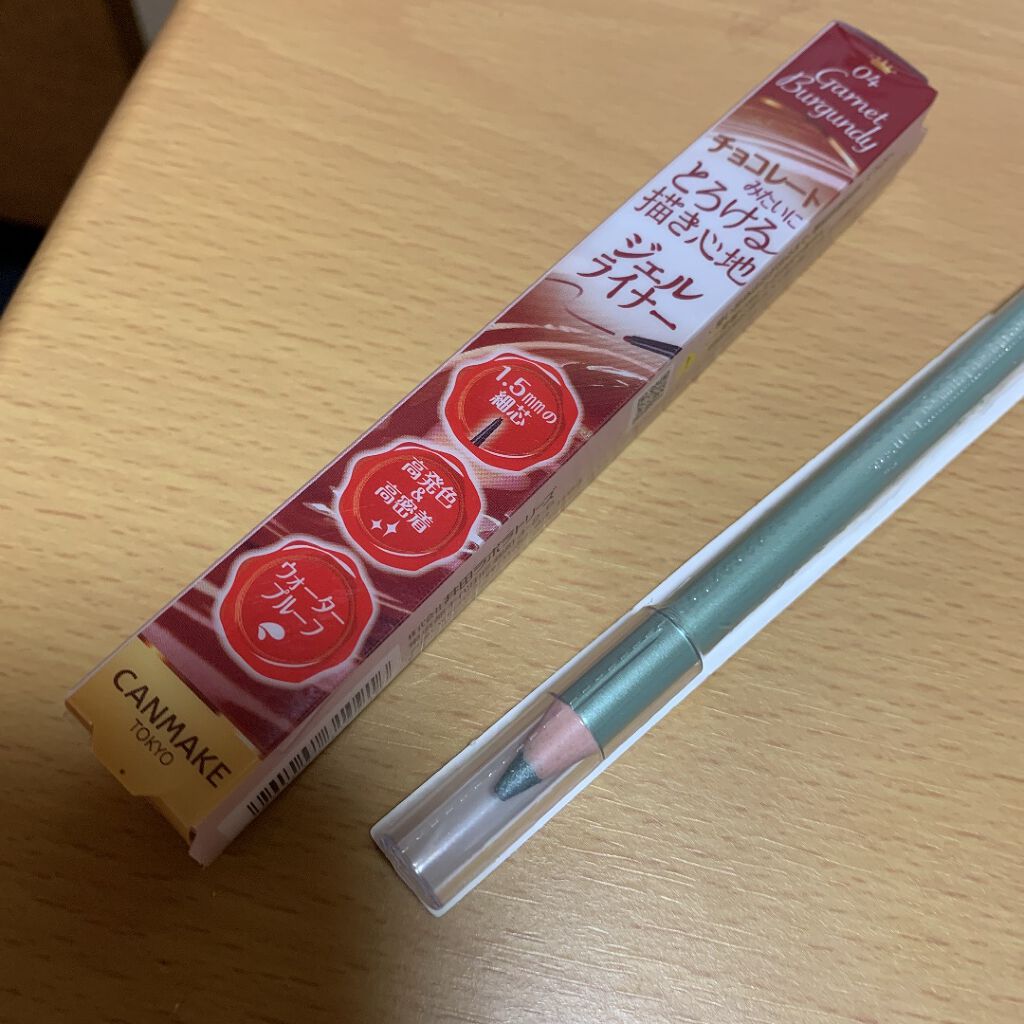 04
Garnet
Burgundy
チョコレート
みたいに
とろける
描き心地
ジェル
ライナー
1.5mmの
細芯
高発色
&
高密着
ウォーター
プルーフ
CANMAKE
TOKYO